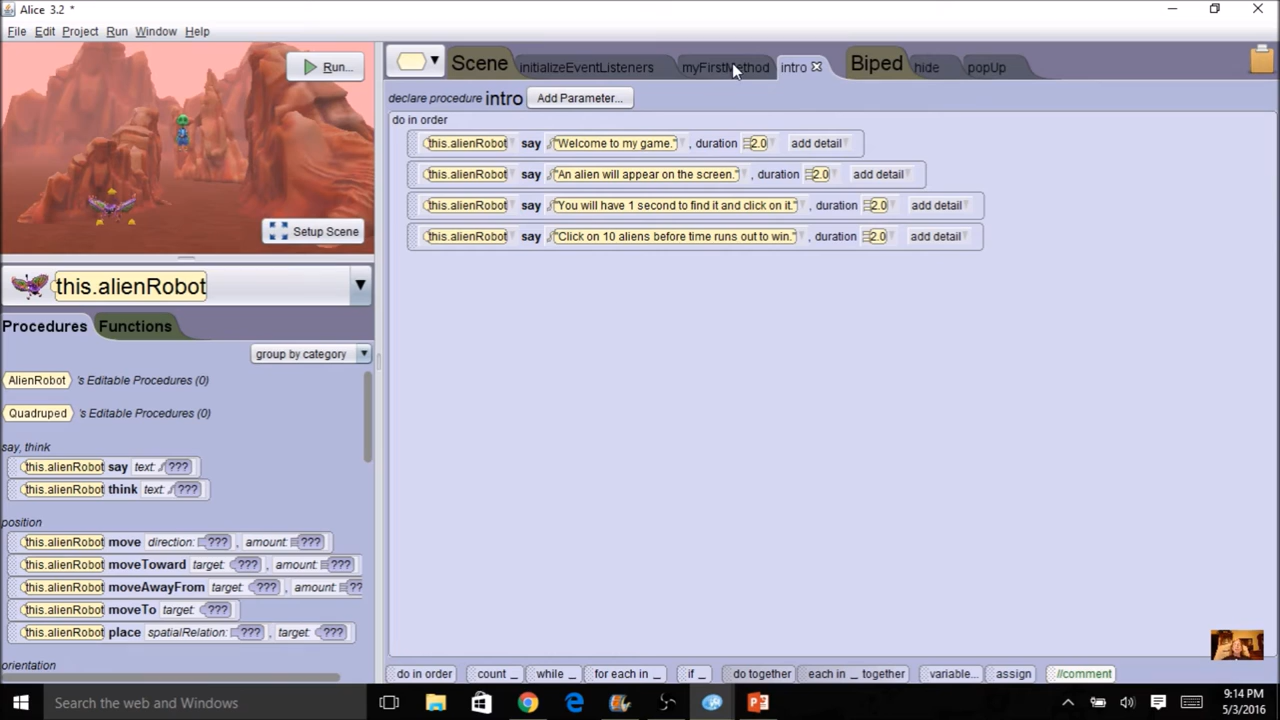 Alice 3.2 *
File Edit Project Run Window Help
Run...
Setup Scene
Scene initializeEventListeners myFirstMethod intro Biped hide popUp
declare procedure intro Add Parameter...
do in order
this.alienRobot say "Welcome to my game." , duration 2.0 add detail
this.alienRobot say "An alien will appear on the screen." , duration 2.0 add detail
this.alienRobot say "You will have 1 second to find it and click on it." , duration 2.0 add detail
this.alienRobot say "Click on 10 aliens before time runs out to win." , duration 2.0 add detail
this.alienRobot
Procedures Functions
group by category
AlienRobot 's Editable Procedures (0)
Quadruped 's Editable Procedures (0)
say, think
this.alienRobot say text: ???
this.alienRobot think text: ???
position
this.alienRobot move direction: ??? , amount: ???
this.alienRobot moveToward target: ??? , amount: ???
this.alienRobot moveAwayFrom target: ??? , amount: ??
this.alienRobot moveTo target: ???
this.alienRobot place spatialRelation: ??? , target: ???
orientation
do in order count _ while _ for each in _ if _ do together each in _ together variable... assign //comment
Search the web and Windows
9:14 PM
5/3/2016